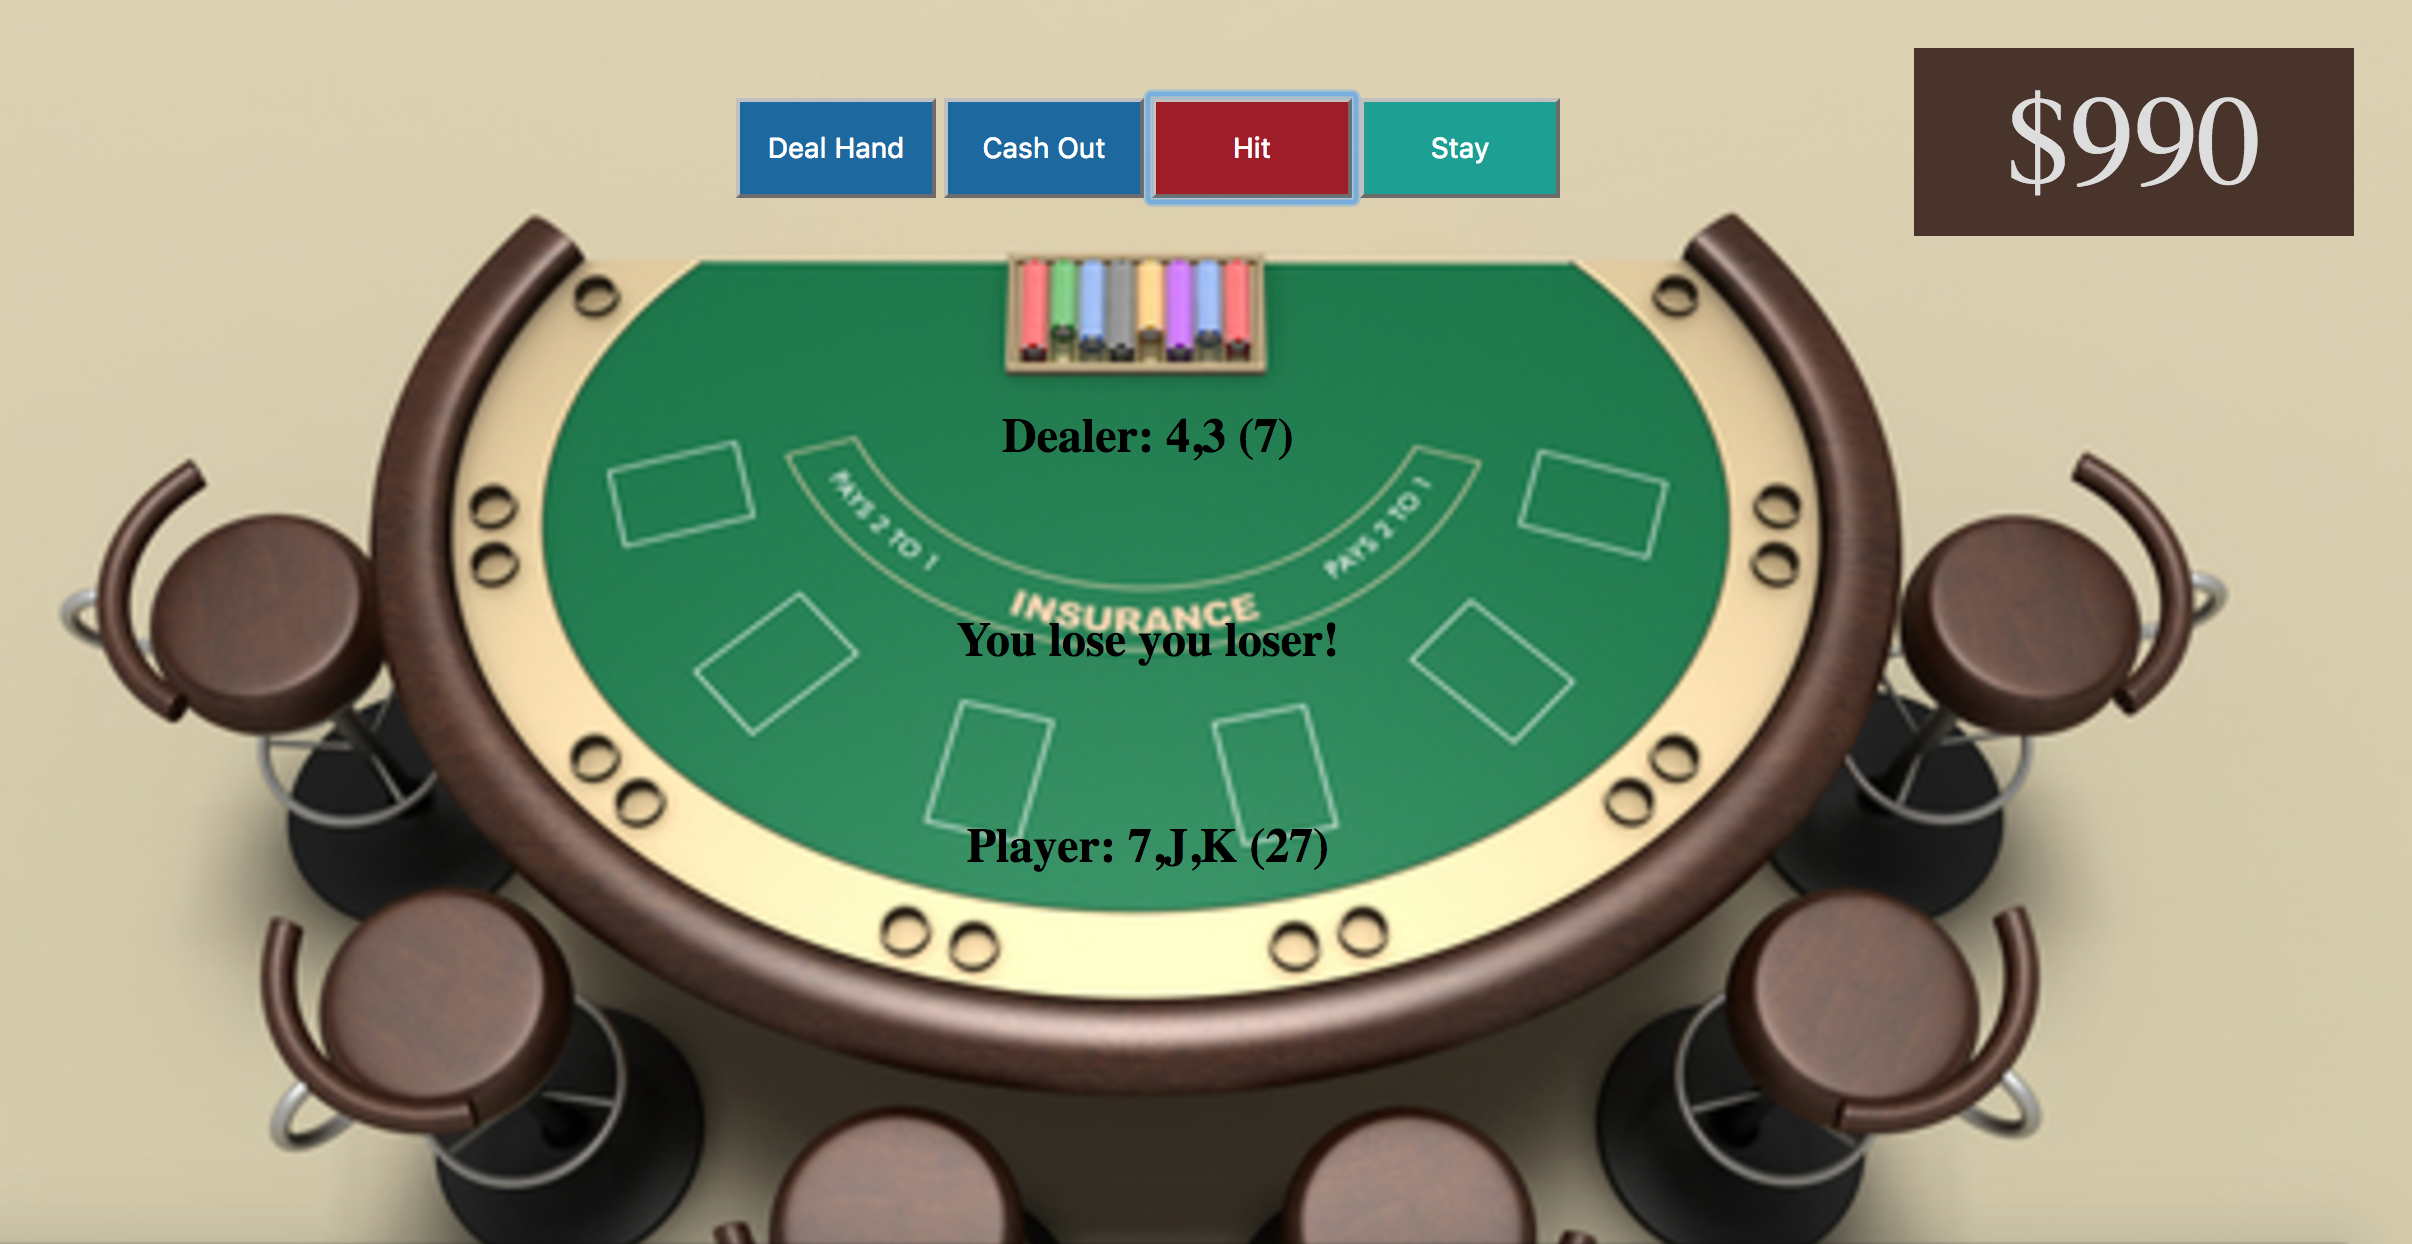 Deal Hand
Cash Out
Hit
Stay
$990
Dealer: 4,3 (7)
PAYS 2 TO 1
PAYS 2 TO 1
INSURANCE
You lose you loser!
Player: 7,J,K (27)